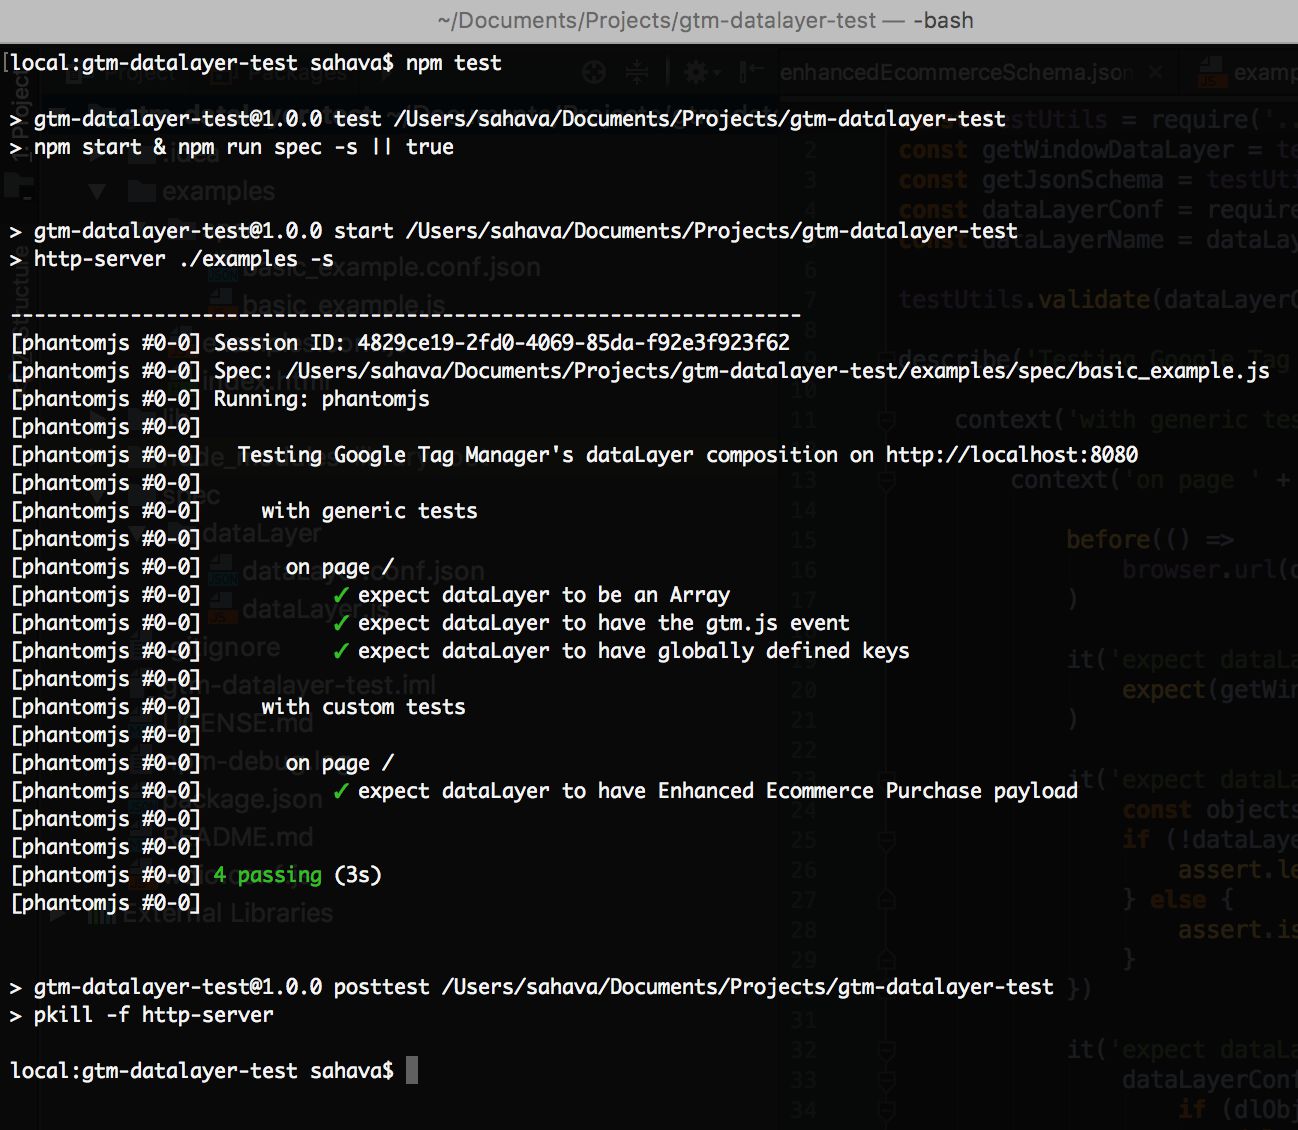 ~/Documents/Projects/gtm-datalayer-test — -bash
[local:gtm-datalayer-test sahava$ npm test
> gtm-datalayer-test@1.0.0 test /Users/sahava/Documents/Projects/gtm-datalayer-test
> npm start & npm run spec -s || true
> gtm-datalayer-test@1.0.0 start /Users/sahava/Documents/Projects/gtm-datalayer-test
> http-server ./examples -s
------------------------------------------------------------------
[phantomjs #0-0] Session ID: 4829ce19-2fd0-4069-85da-f92e3f923f62
[phantomjs #0-0] Spec: /Users/sahava/Documents/Projects/gtm-datalayer-test/examples/spec/basic_example.js
[phantomjs #0-0] Running: phantomjs
[phantomjs #0-0]
[phantomjs #0-0] Testing Google Tag Manager's dataLayer composition on http://localhost:8080
[phantomjs #0-0]
[phantomjs #0-0] with generic tests
[phantomjs #0-0]
[phantomjs #0-0] on page /
[phantomjs #0-0] ✓ expect dataLayer to be an Array
[phantomjs #0-0] ✓ expect dataLayer to have the gtm.js event
[phantomjs #0-0] ✓ expect dataLayer to have globally defined keys
[phantomjs #0-0]
[phantomjs #0-0] with custom tests
[phantomjs #0-0]
[phantomjs #0-0] on page /
[phantomjs #0-0] ✓ expect dataLayer to have Enhanced Ecommerce Purchase payload
[phantomjs #0-0]
[phantomjs #0-0]
[phantomjs #0-0] 4 passing (3s)
[phantomjs #0-0]
> gtm-datalayer-test@1.0.0 posttest /Users/sahava/Documents/Projects/gtm-datalayer-test
> pkill -f http-server
local:gtm-datalayer-test sahava$